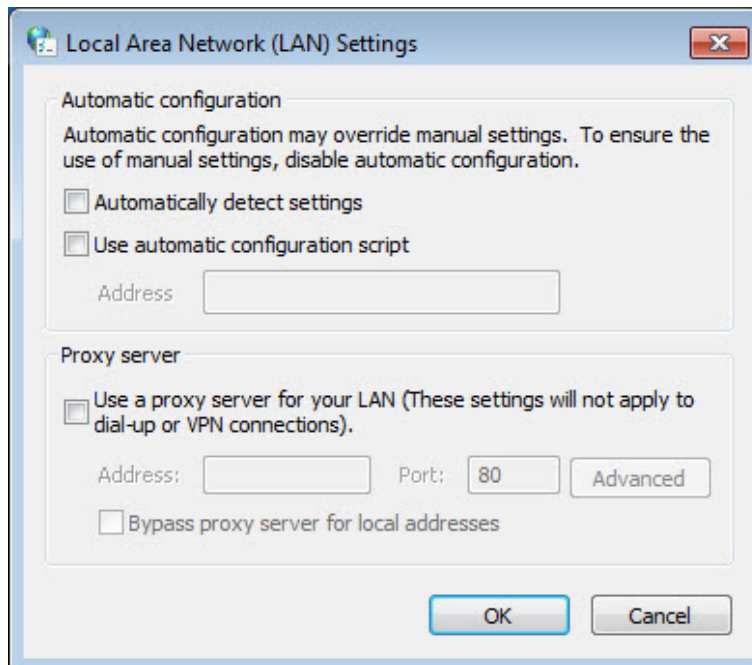 Local Area Network (LAN) Settings
Automatic configuration
Automatic configuration may override manual settings.  To ensure the
use of manual settings, disable automatic configuration.
Automatically detect settings
Use automatic configuration script
Address
Proxy server
Use a proxy server for your LAN (These settings will not apply to
dial-up or VPN connections).
Address: Port: 80 Advanced
Bypass proxy server for local addresses
OK Cancel